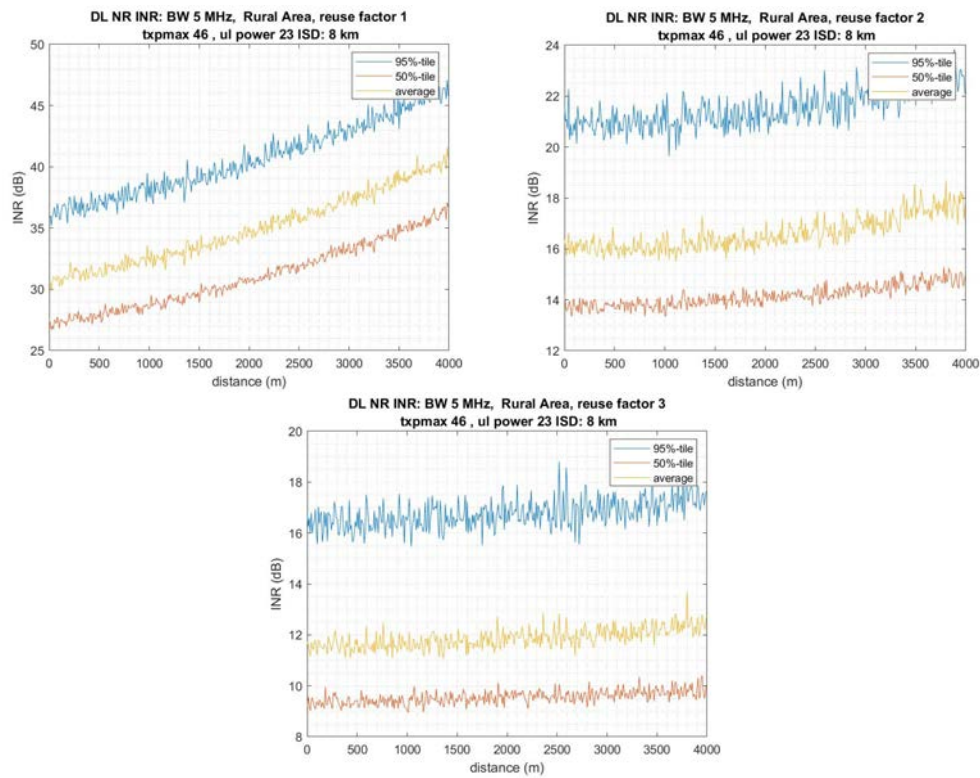 DL NR INR: BW 5 MHz, Rural Area, reuse factor 1
txpmax 46 , ul power 23 ISD: 8 km
50
45
40
35
30
25
INR (dB)
95%-tile
50%-tile
average
0 500 1000 1500 2000 2500 3000 3500 4000
distance (m)
DL NR INR: BW 5 MHz, Rural Area, reuse factor 2
txpmax 46 , ul power 23 ISD: 8 km
24
22
20
18
16
14
12
INR (dB)
95%-tile
50%-tile
average
0 500 1000 1500 2000 2500 3000 3500 4000
distance (m)
DL NR INR: BW 5 MHz, Rural Area, reuse factor 3
txpmax 46 , ul power 23 ISD: 8 km
20
18
16
14
12
10
8
INR (dB)
95%-tile
50%-tile
average
0 500 1000 1500 2000 2500 3000 3500 4000
distance (m)